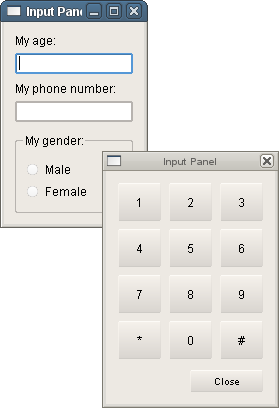 Input Pane
My age:
My phone number:
My gender:
Male
Female
Input Panel
1 2 3
4 5 6
7 8 9
* 0 #
Close